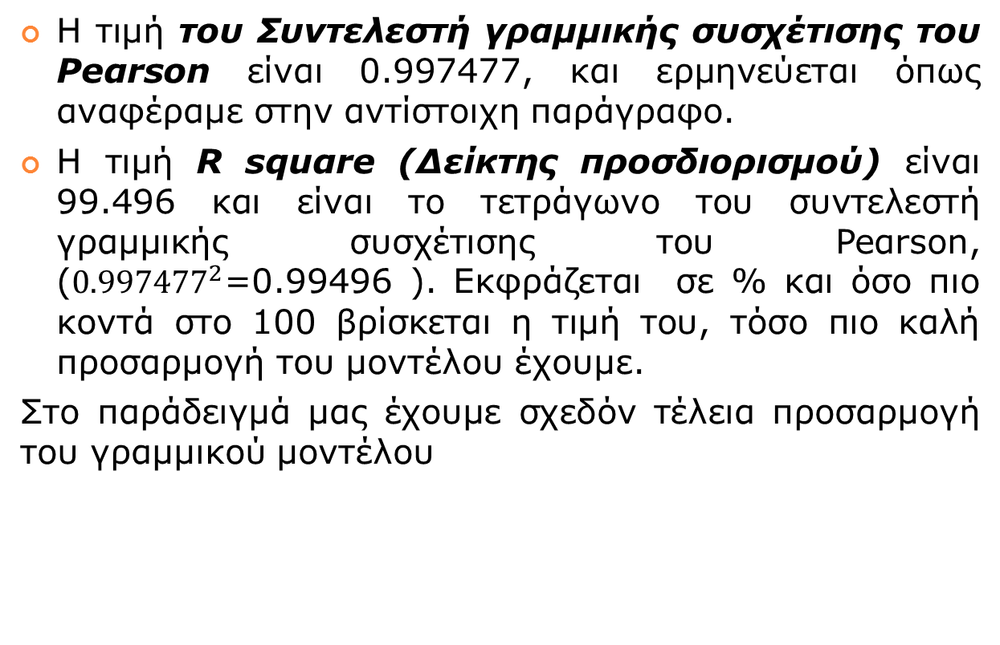 Η τιμή του Συντελεστή γραμμικής συσχέτισης του
Pearson είναι 0.997477, και ερμηνεύεται όπως
αναφέραμε στην αντίστοιχη παράγραφο.
Η τιμή R square (Δείκτης προσδιορισμού) είναι
99.496 και είναι το τετράγωνο του συντελεστή
γραμμικής συσχέτισης του Pearson,
(0.997477²=0.99496 ). Εκφράζεται σε % και όσο πιο
κοντά στο 100 βρίσκεται η τιμή του, τόσο πιο καλή
προσαρμογή του μοντέλου έχουμε.
Στο παράδειγμά μας έχουμε σχεδόν τέλεια προσαρμογή
του γραμμικού μοντέλου